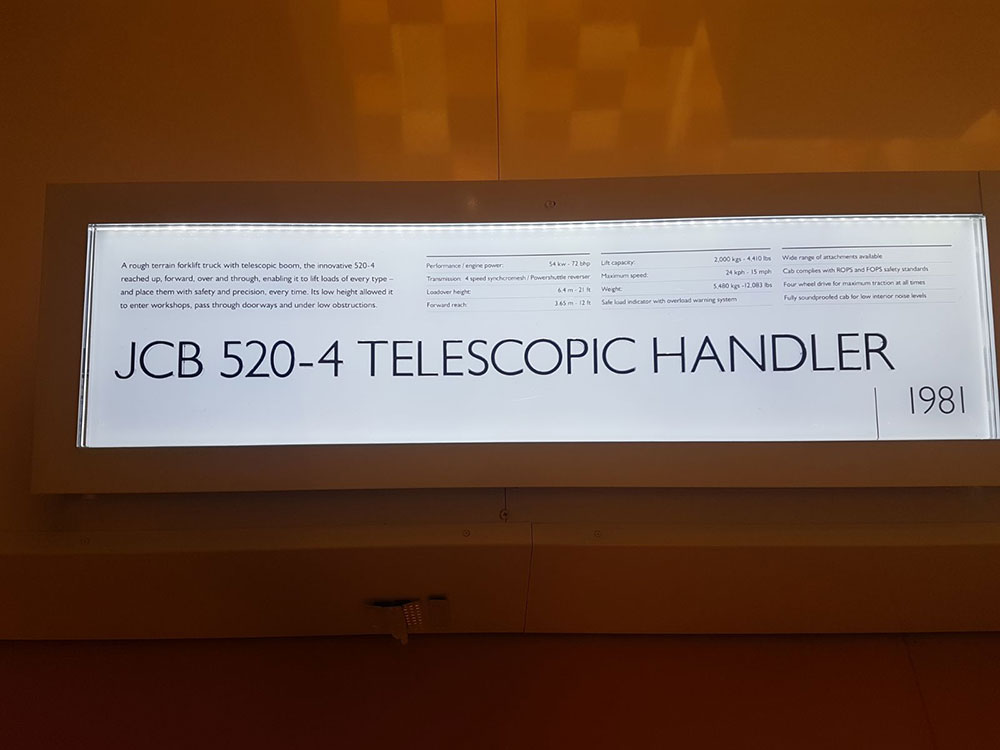 A rough terrain forklift truck with telescopic boom, the innovative 520-4
reached up, forward, over and through, enabling it to lift loads of every type –
and place them with safety and precision, every time. Its low height allowed it
to enter workshops, pass through doorways and under low obstructions.
Performance / engine power: 54 kw - 72 bhp
Transmission: 4 speed synchromesh / Powershuttle reverser
Loadover height: 6.4 m - 21 ft
Forward reach: 3.65 m - 12 ft
Lift capacity: 2,000 kgs - 4,410 lbs
Maximum speed: 24 kph - 15 mph
Weight: 5,480 kgs -12,083 lbs
Safe load indicator with overload warning system
Wide range of attachments available
Cab complies with ROPS and FOPS safety standards
Four wheel drive for maximum traction at all times
Fully soundproofed cab for low interior noise levels
JCB 520-4 TELESCOPIC HANDLER
1981